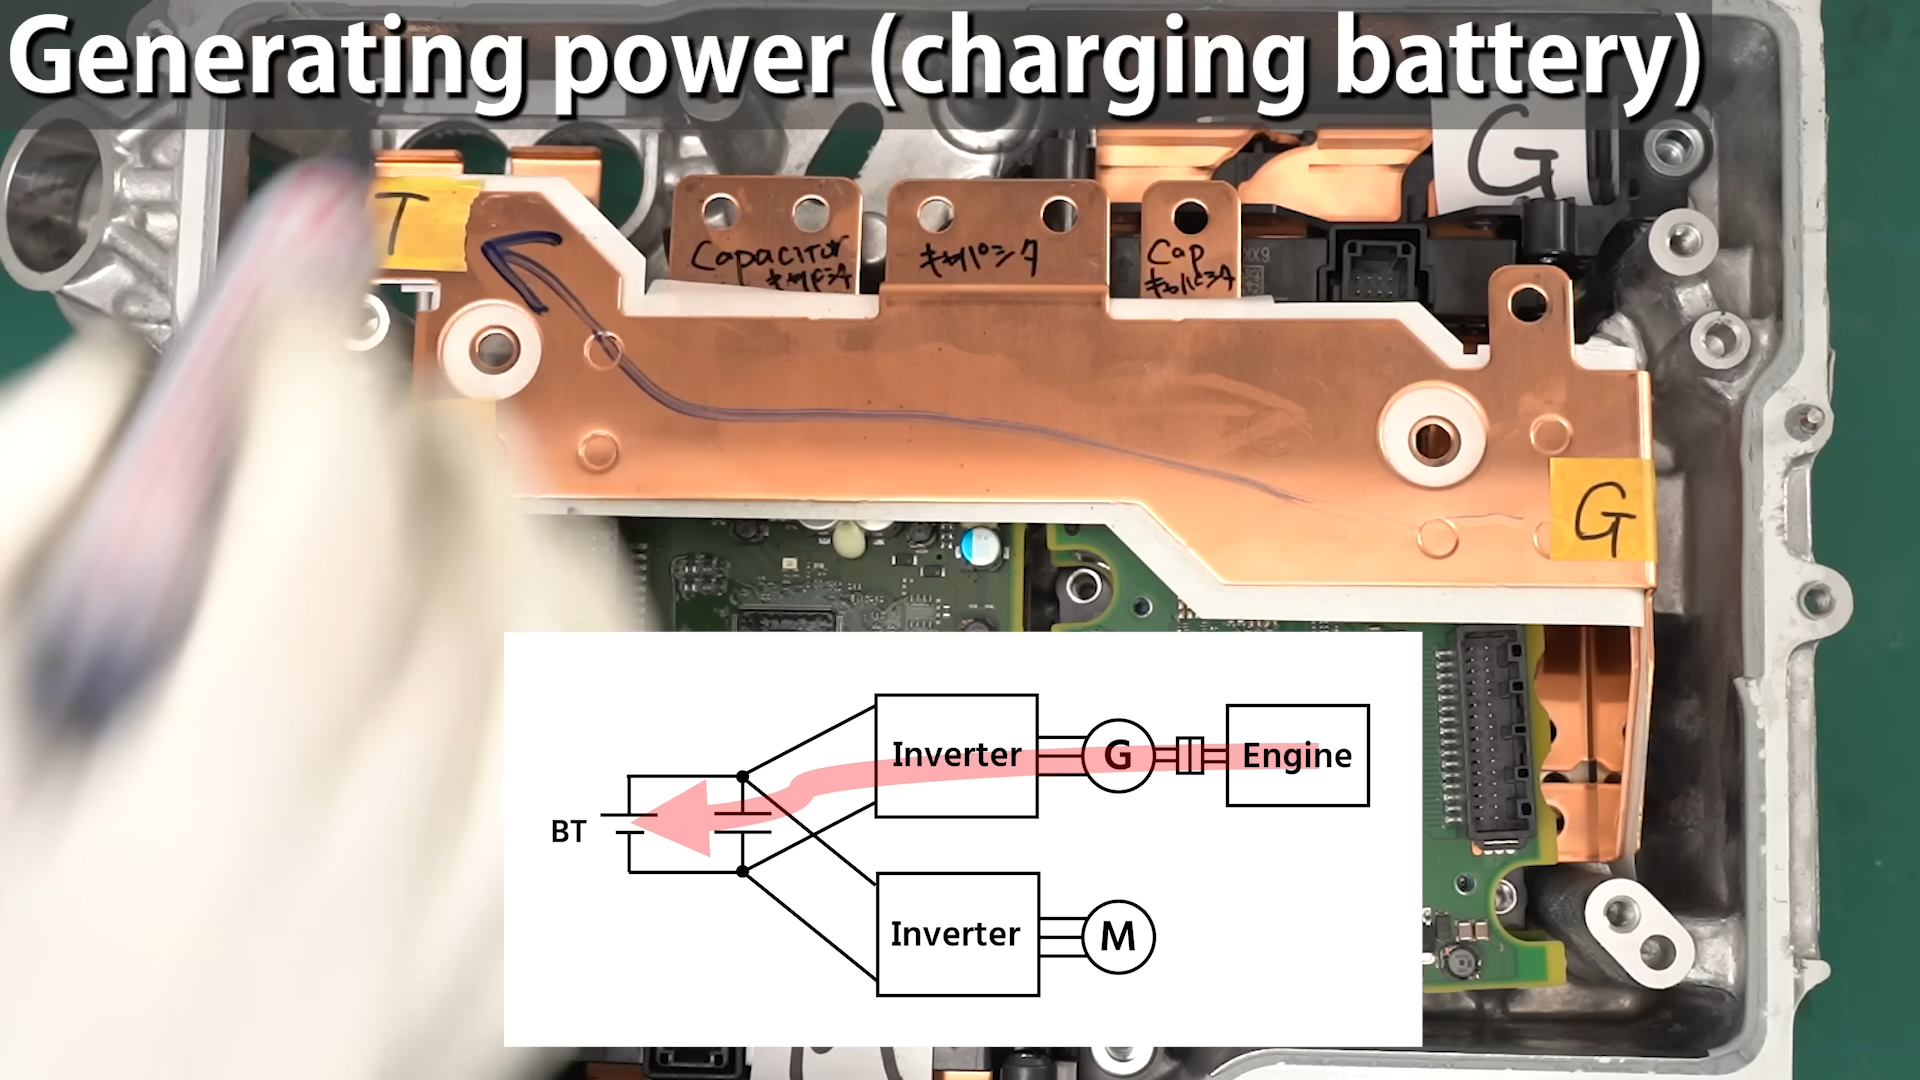 Generating power (charging battery)
G
T
Capacitor
キャパシタ
キャパシタ
Cap
キャパシタ
G
Inverter
G
Engine
BT
Inverter
M